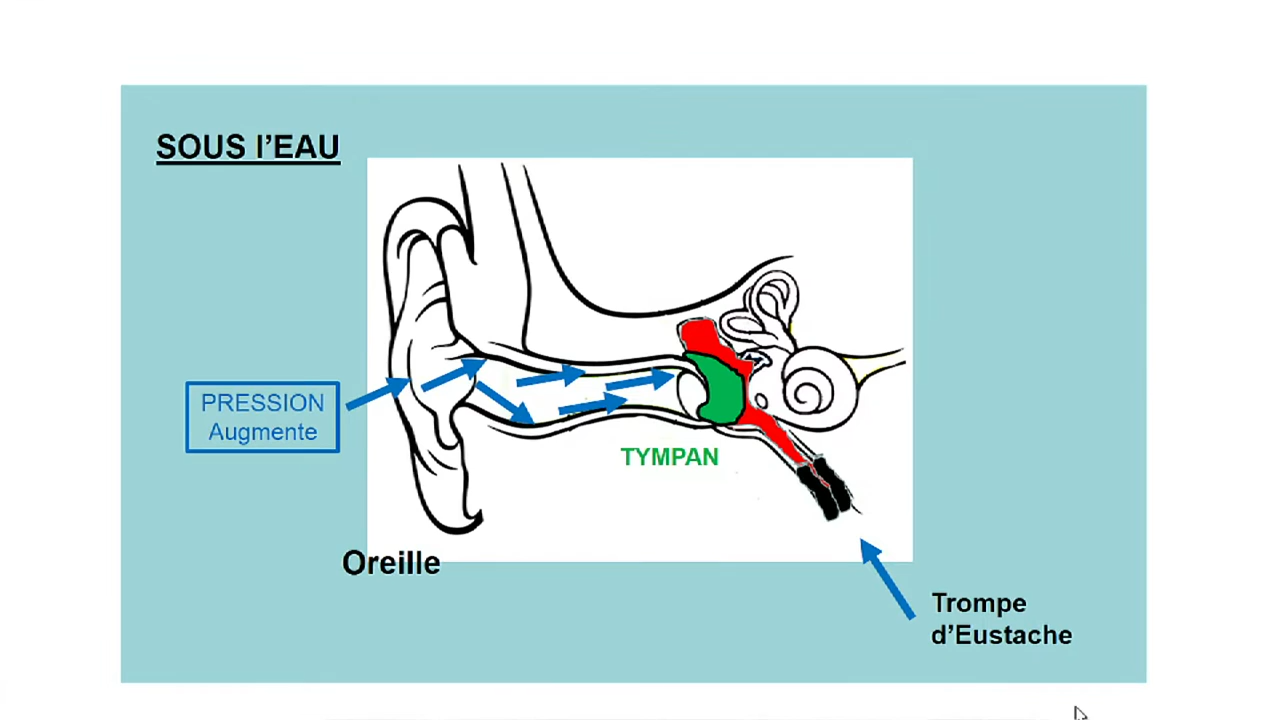 SOUS l'EAU
PRESSION
Augmente
TYMPAN
Oreille
Trompe
d'Eustache